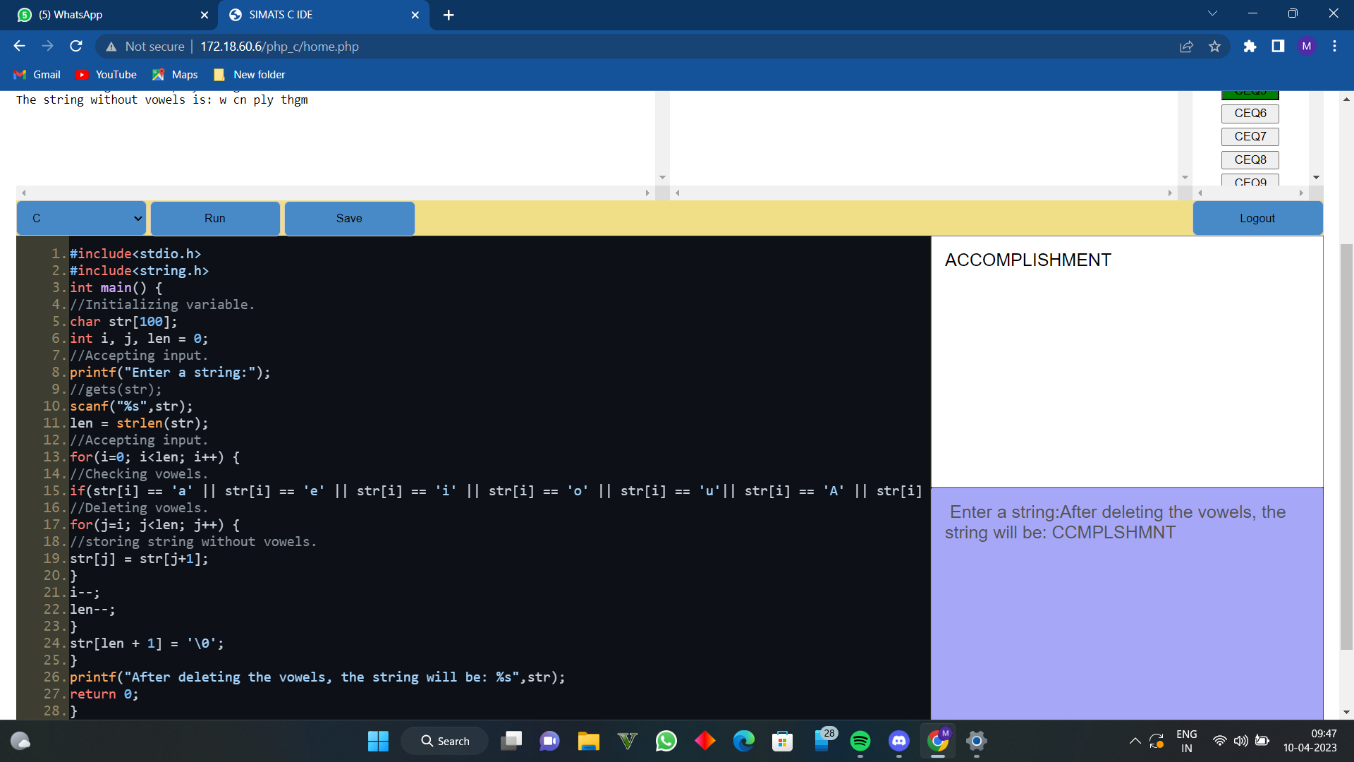 (5) WhatsApp
SIMATS C IDE
Not secure
172.18.60.6/php_c/home.php
M
Gmail
YouTube
Maps
New folder
The string without vowels is: w cn ply thgm
CEQ5
CEQ6
CEQ7
CEQ8
CEQ9
C
Run
Save
Logout
1. #include<stdio.h>
2. #include<string.h>
3. int main() {
4. //Initializing variable.
5. char str[100];
6. int i, j, len = 0;
7. //Accepting input.
8. printf("Enter a string:");
9. //gets(str);
10. scanf("%s",str);
11. len = strlen(str);
12. //Accepting input.
13. for(i=0; i<len; i++) {
14. //Checking vowels.
15. if(str[i] == 'a' || str[i] == 'e' || str[i] == 'i' || str[i] == 'o' || str[i] == 'u'|| str[i] == 'A' || str[i]
16. //Deleting vowels.
17. for(j=i; j<len; j++) {
18. //storing string without vowels.
19. str[j] = str[j+1];
20. }
21. i--;
22. len--;
23. }
24. str[len + 1] = '\0';
25. }
26. printf("After deleting the vowels, the string will be: %s",str);
27. return 0;
28. }
ACCOMPLISHMENT
Enter a string:After deleting the vowels, the
string will be: CCMPLSHMNT
Search
28
M
ENG
IN
09:47
10-04-2023